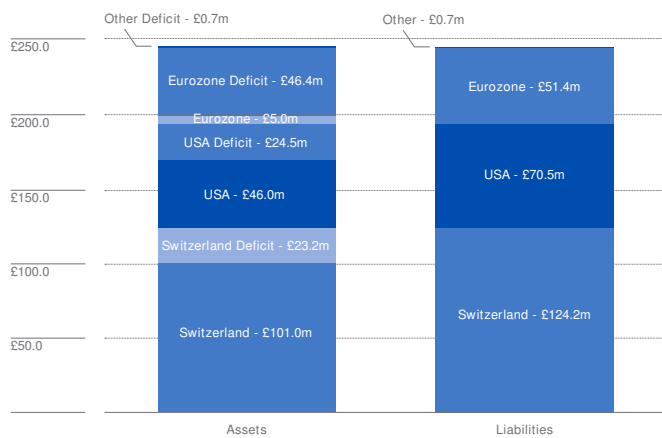 Other Deficit - £0.7m
Other - £0.7m
£250.0
Eurozone Deficit - £46.4m
Eurozone - £51.4m
£200.0
Eurozone - £5.0m
USA Deficit - £24.5m
£150.0
USA - £46.0m
USA - £70.5m
Switzerland Deficit - £23.2m
£100.0
Switzerland - £124.2m
Switzerland - £101.0m
£50.0
Assets
Liabilities